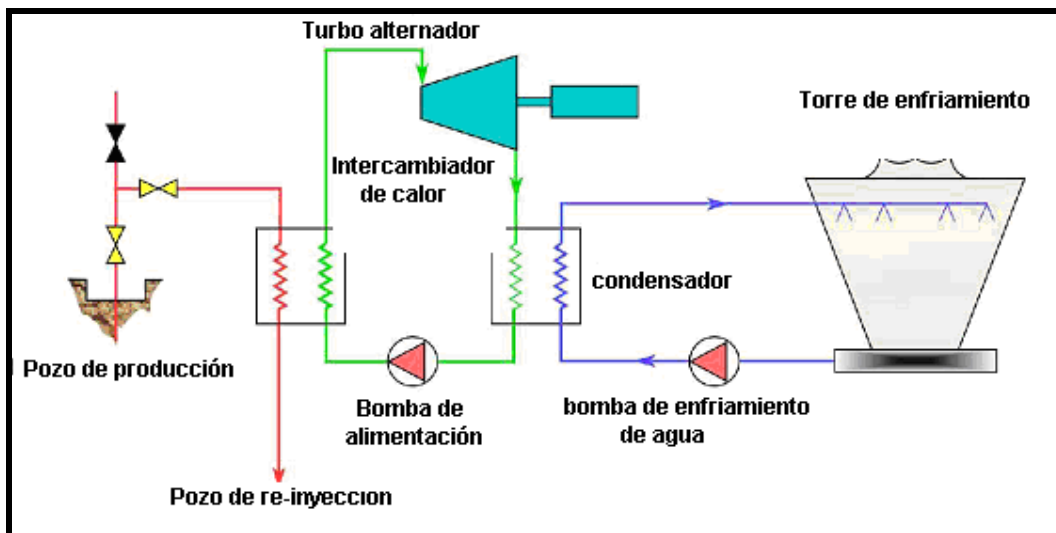 Turbo alternador
Torre de enfriamiento
Intercambiador
de calor
condensador
Pozo de producción
Bomba de
alimentación
bomba de enfriamiento
de agua
Pozo de re-inyeccion